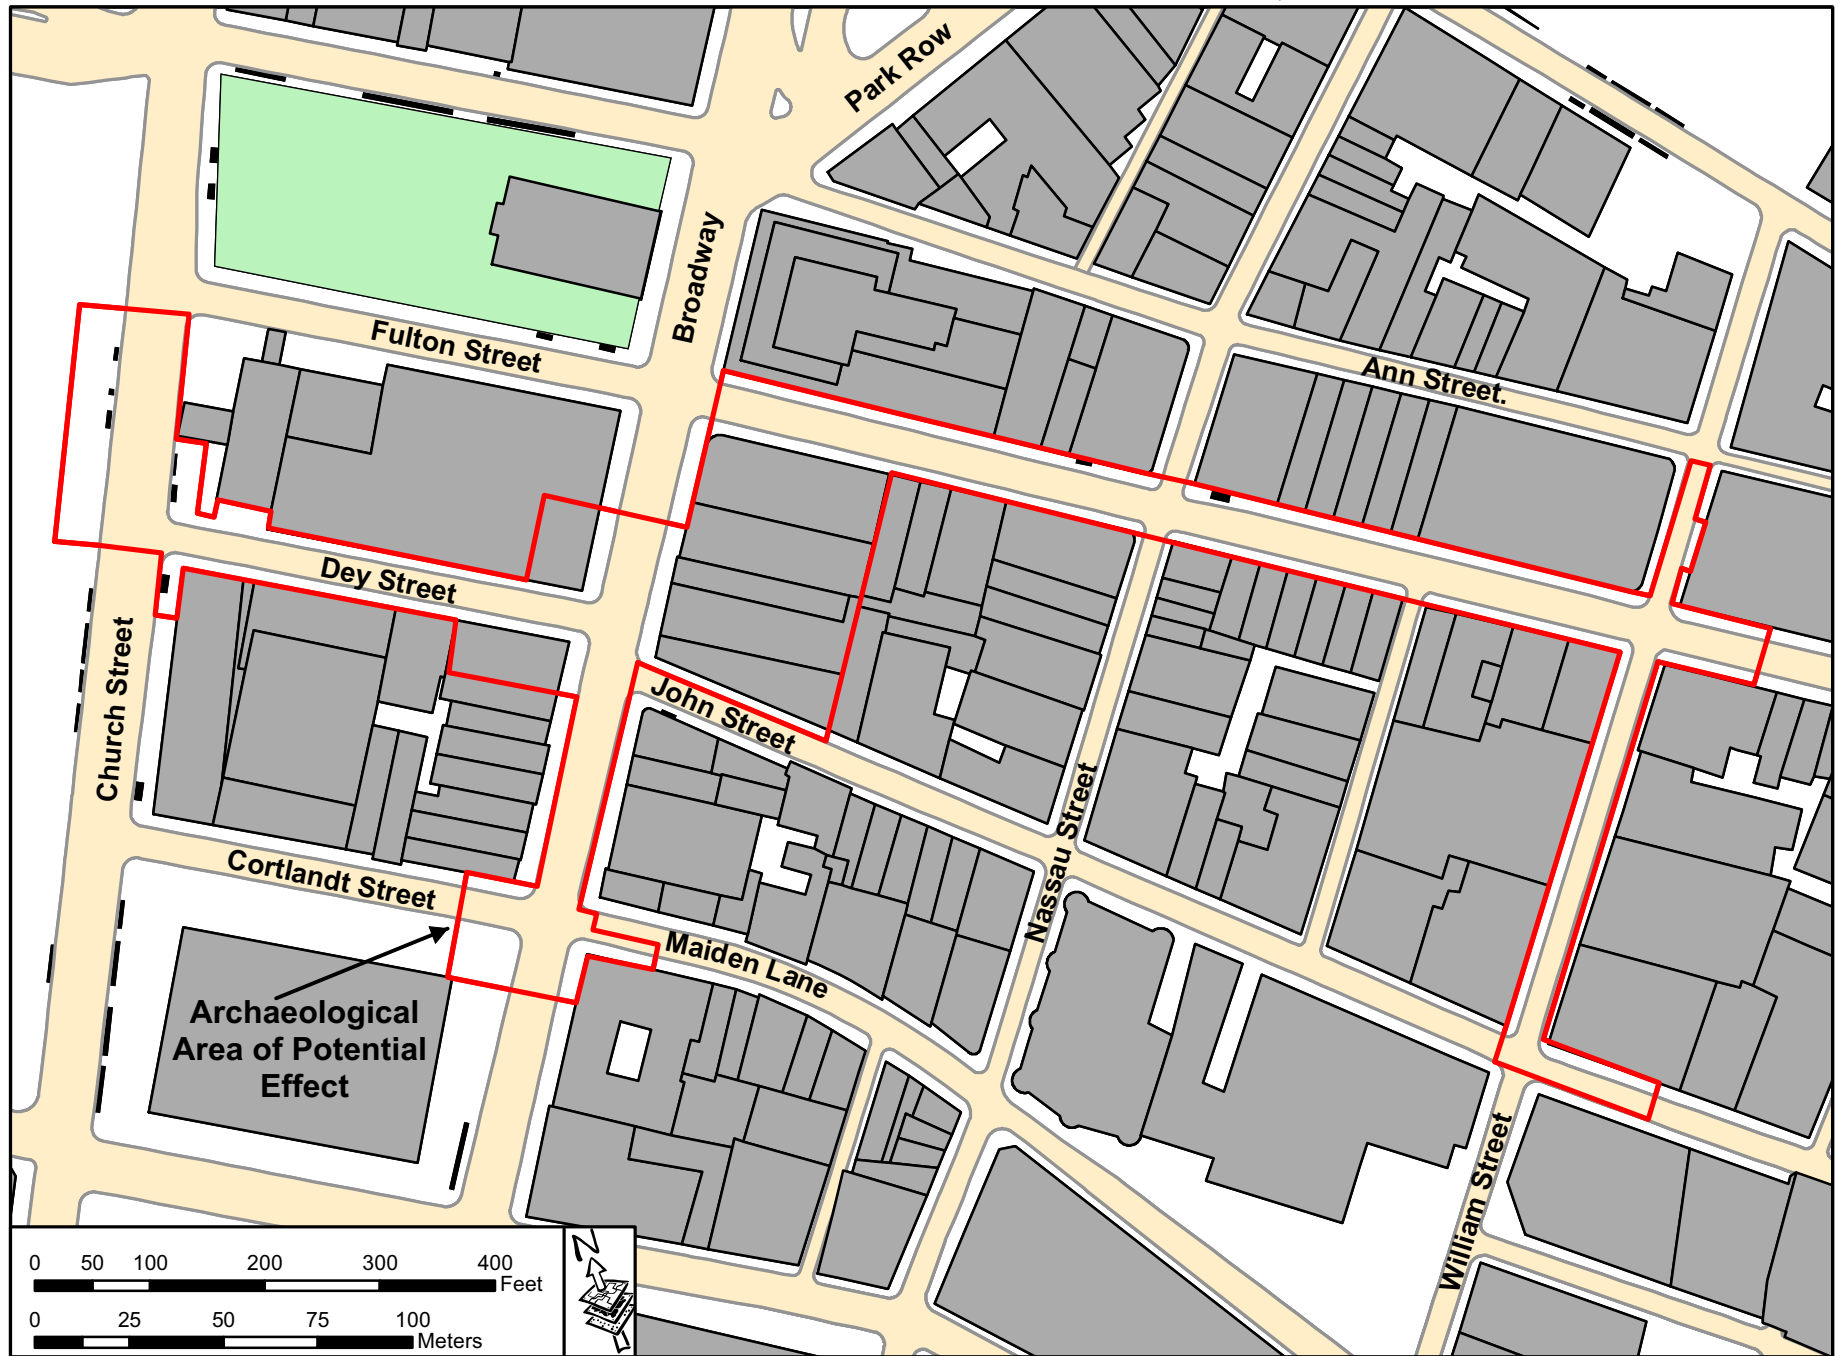 Park Row
Broadway
Fulton Street
Ann Street.
Dey Street
Church Street
John Street
Nassau Street
Cortlandt Street
Maiden Lane
Archaeological
Area of Potential
Effect
William Street
0 50 100 200 300 400
Feet
0 25 50 75 100
Meters
N